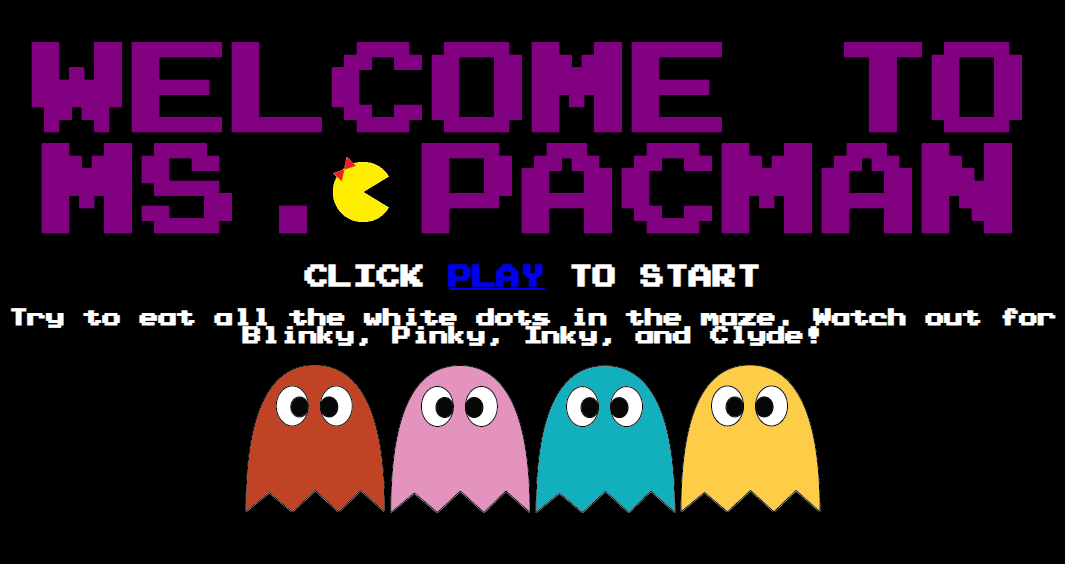 WELCOME TO
MS. PACMAN
CLICK PLAY TO START
Try to eat all the white dots in the maze. Watch out for
Blinky, Pinky, Inky, and Clyde!